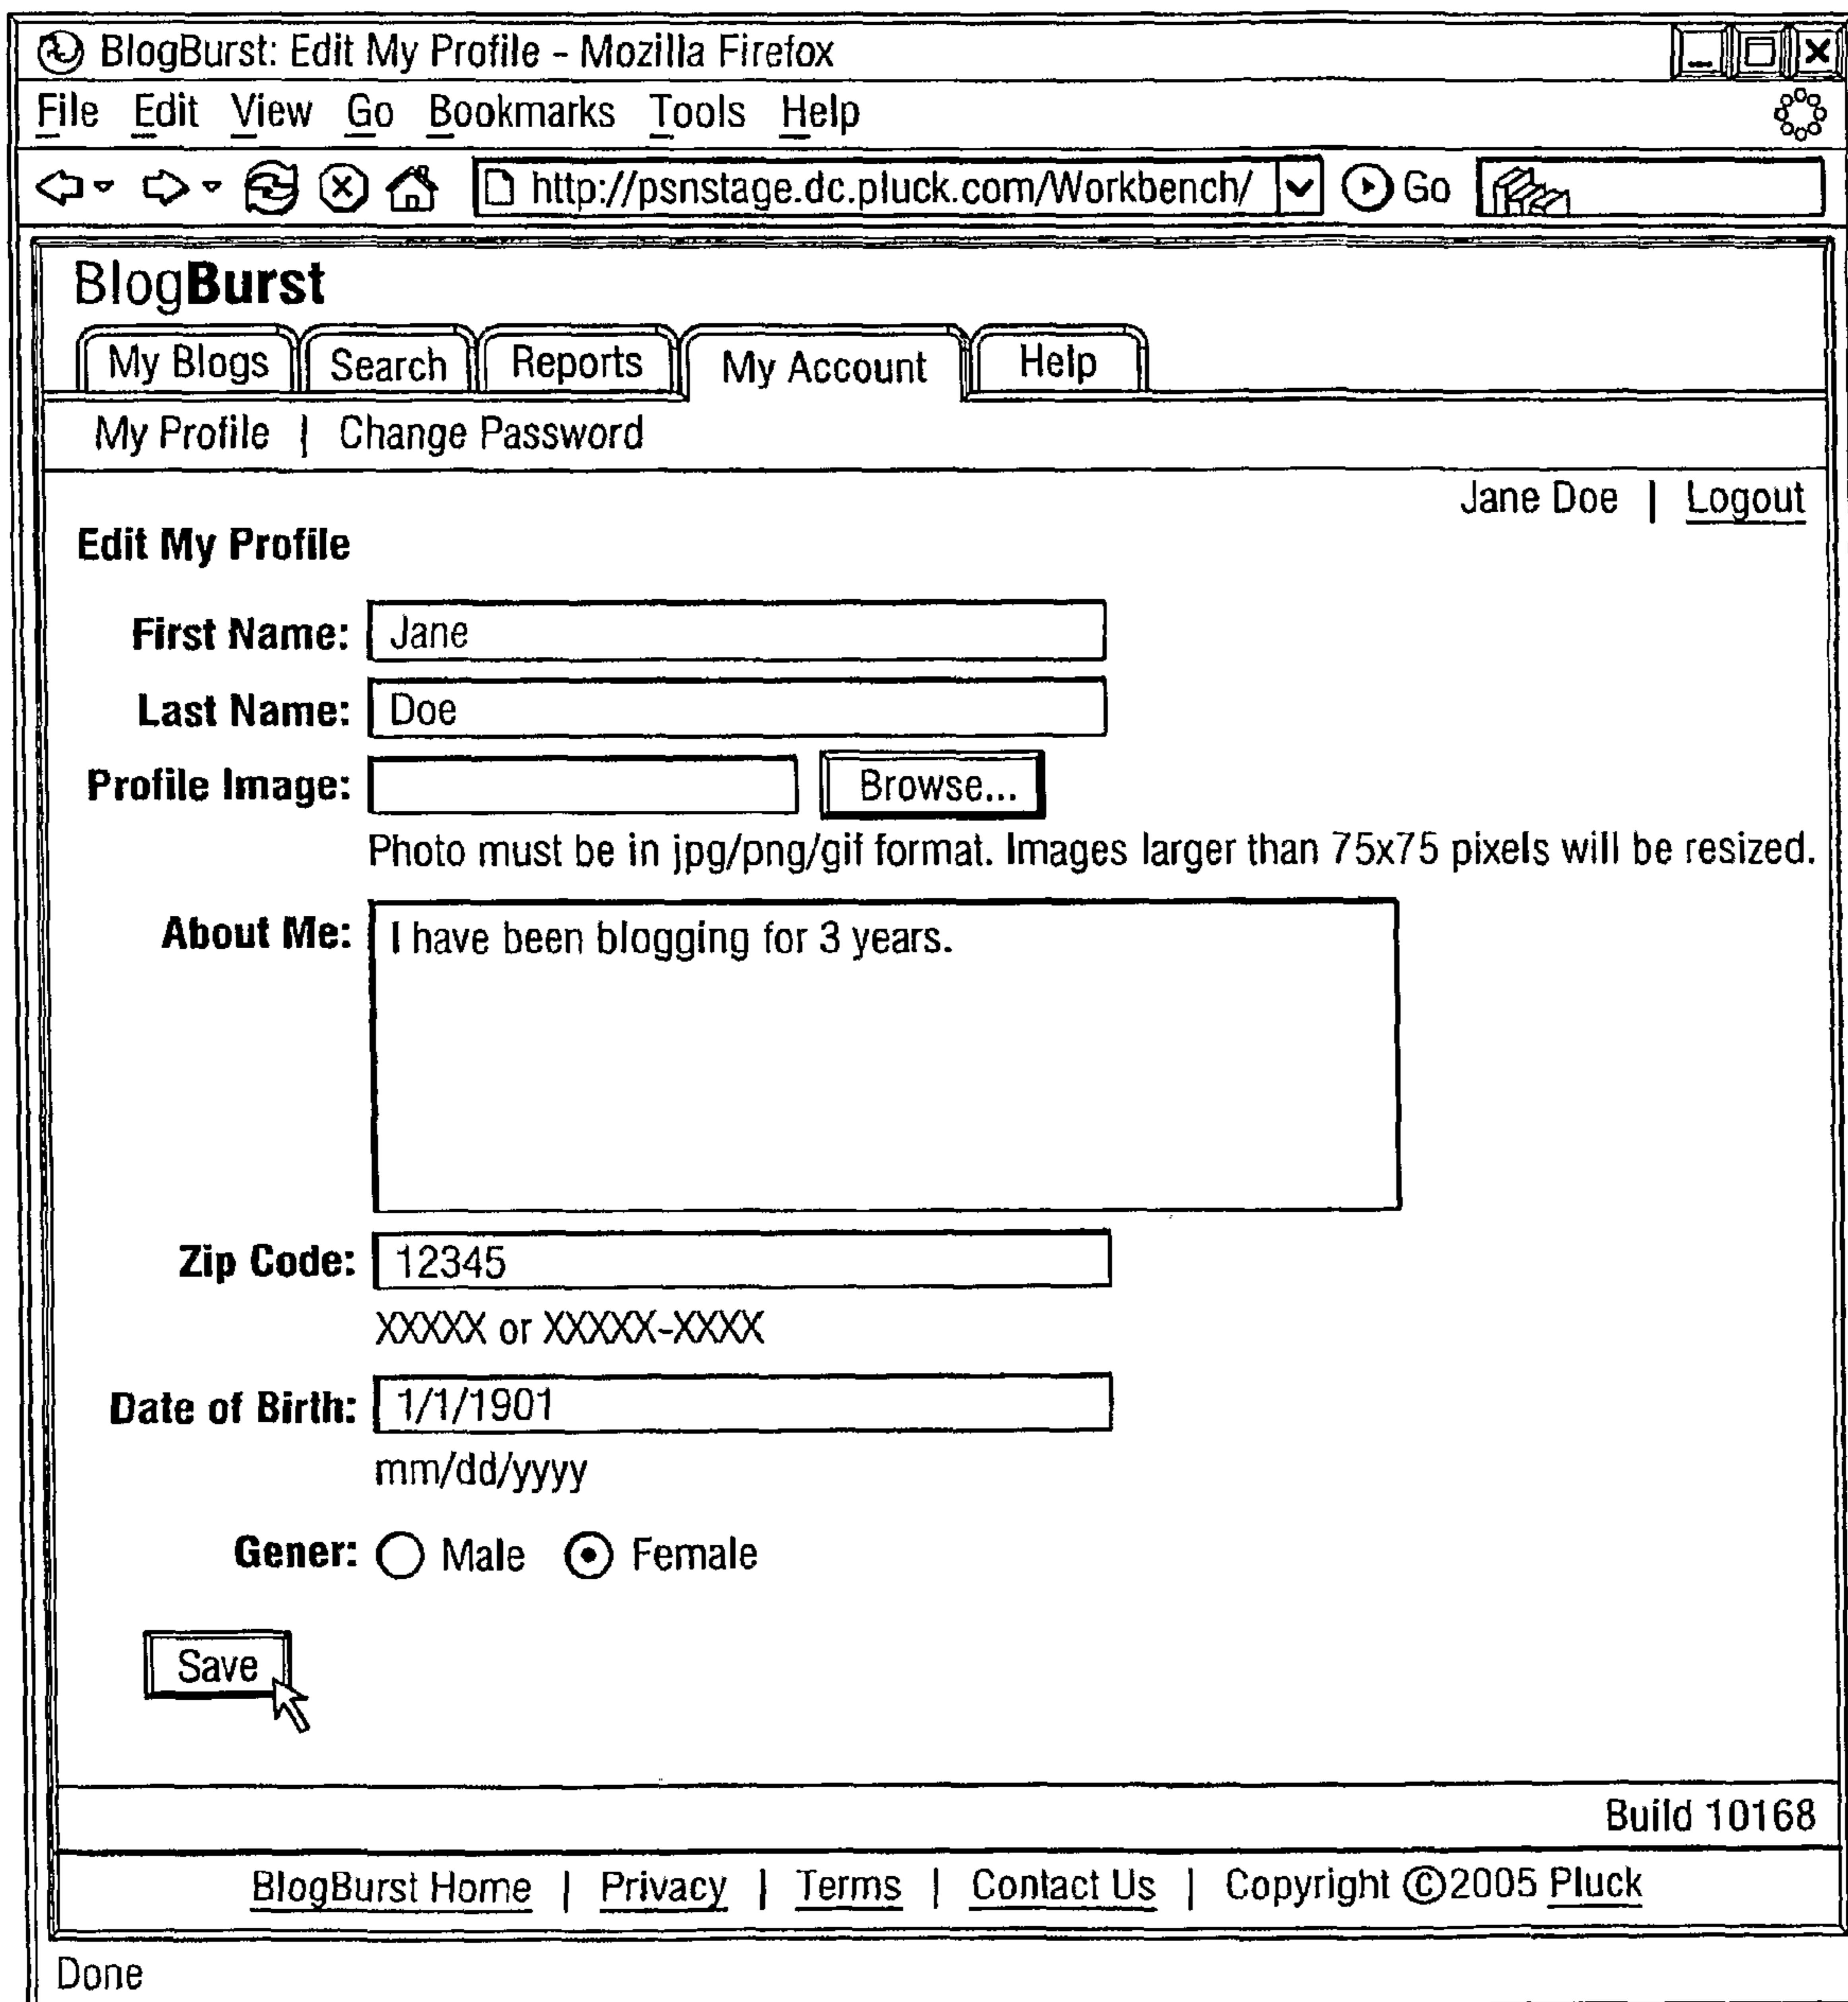 BlogBurst: Edit My Profile - Mozilla Firefox
File Edit View Go Bookmarks Tools Help
http://psnstage.dc.pluck.com/Workbench/ Go
BlogBurst
My Blogs Search Reports My Account Help
My Profile | Change Password
Jane Doe | Logout
Edit My Profile
First Name: Jane
Last Name: Doe
Profile Image: Browse...
Photo must be in jpg/png/gif format. Images larger than 75x75 pixels will be resized.
About Me: I have been blogging for 3 years.
Zip Code: 12345
XXXXX or XXXXX-XXXX
Date of Birth: 1/1/1901
mm/dd/yyyy
Gener: Male Female
Save
Build 10168
BlogBurst Home | Privacy | Terms | Contact Us | Copyright ©2005 Pluck
Done